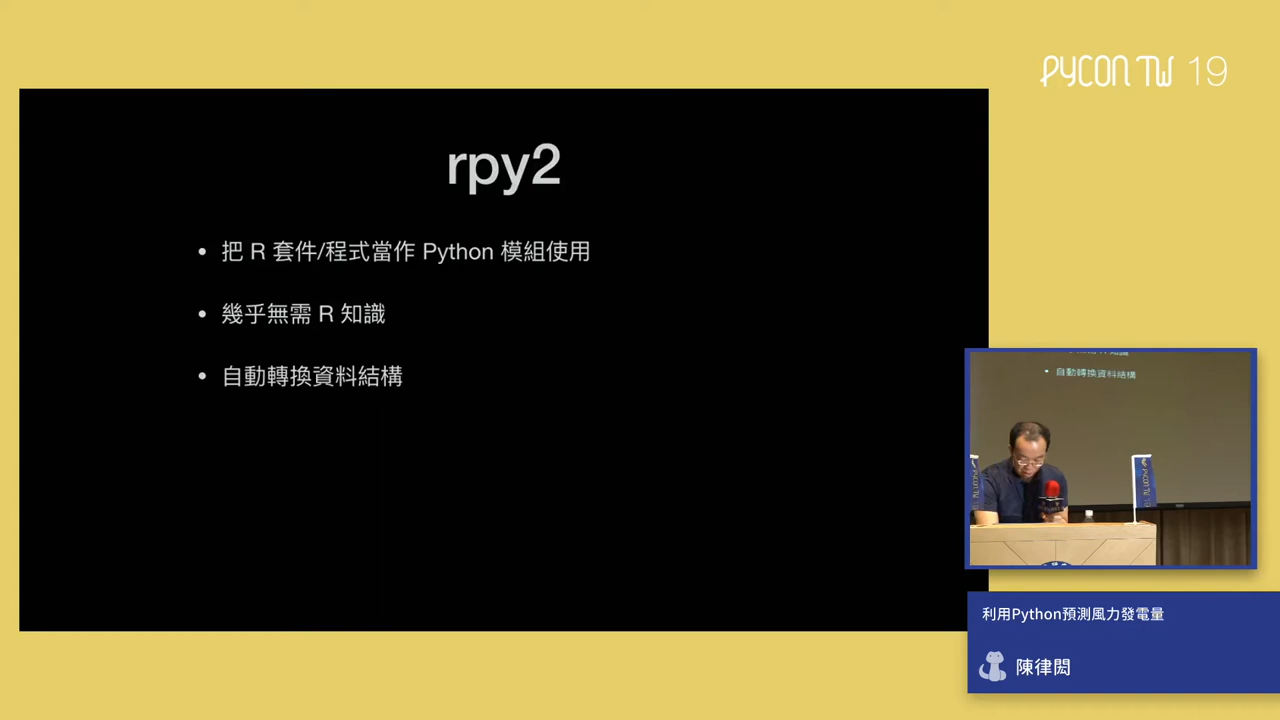 PYCON TW 19
rpy2
• 把 R 套件/程式當作 Python 模組使用
• 幾乎無需 R 知識
• 自動轉換資料結構
• 自動轉換資料結構
PYCON TW
利用Python預測風力發電量
陳律閎